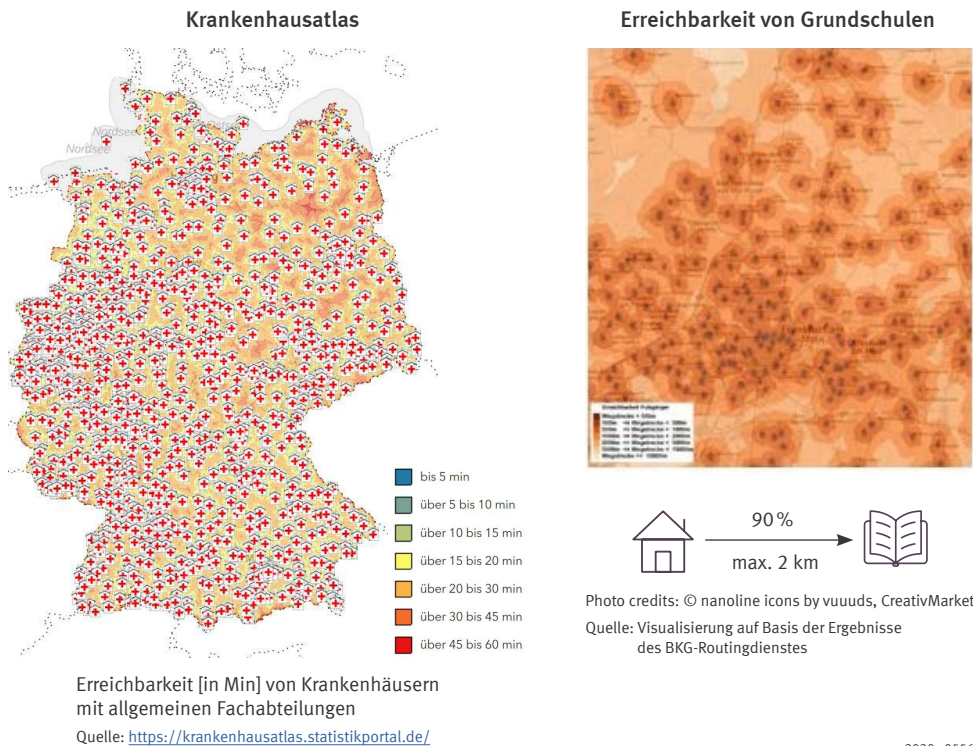 Krankenhausatlas
Nordsee
Nordsee
bis 5 min
über 5 bis 10 min
über 10 bis 15 min
über 15 bis 20 min
über 20 bis 30 min
über 30 bis 45 min
über 45 bis 60 min
Erreichbarkeit [in Min] von Krankenhäusern
mit allgemeinen Fachabteilungen
Quelle: https://krankenhausatlas.statistikportal.de/
Erreichbarkeit von Grundschulen
Erreichbarkeit Fußgänger
90 %
max. 2 km
Photo credits: © nanoline icons by vuuuds, CreativMarket
Quelle: Visualisierung auf Basis der Ergebnisse
des BKG-Routingdienstes